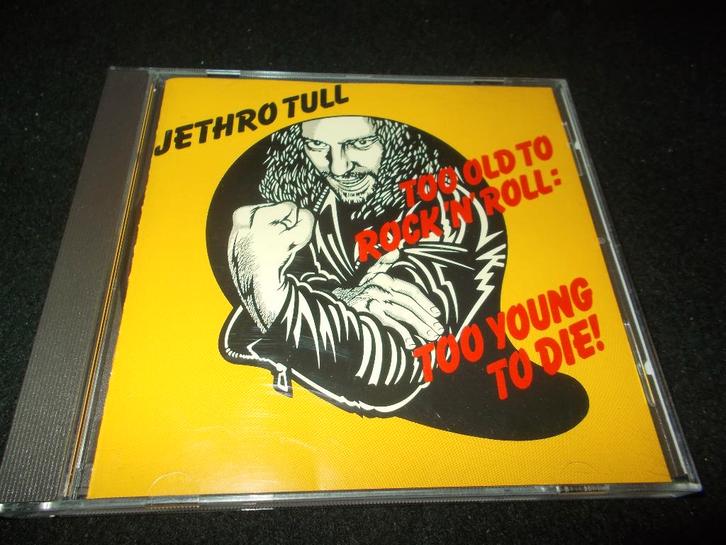 JETHRO TULL
TOO OLD TO
ROCK 'N' ROLL:
TOO YOUNG
TO DIE!